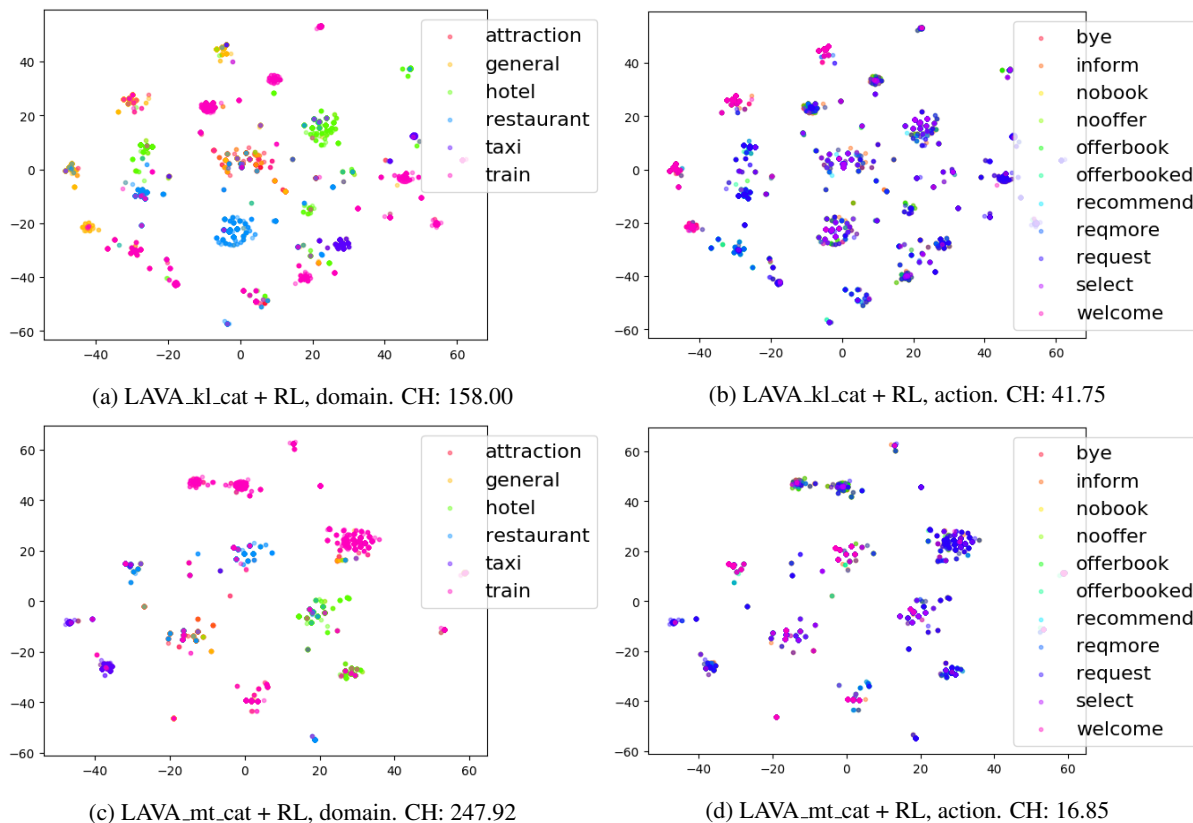 40
20
0
−20
−40
−60
−40
−20
0
20
40
60
attraction
general
hotel
restaurant
taxi
train
(a) LAVA_kl_cat + RL, domain. CH: 158.00
40
20
0
−20
−40
−60
−40
−20
0
20
40
60
bye
inform
nobook
nooffer
offerbook
offerbooked
recommend
reqmore
request
select
welcome
(b) LAVA_kl_cat + RL, action. CH: 41.75
60
40
20
0
−20
−40
−60
−40
−20
0
20
40
60
attraction
general
hotel
restaurant
taxi
train
(c) LAVA_mt_cat + RL, domain. CH: 247.92
60
40
20
0
−20
−40
−60
−40
−20
0
20
40
60
bye
inform
nobook
nooffer
offerbook
offerbooked
recommend
reqmore
request
select
welcome
(d) LAVA_mt_cat + RL, action. CH: 16.85